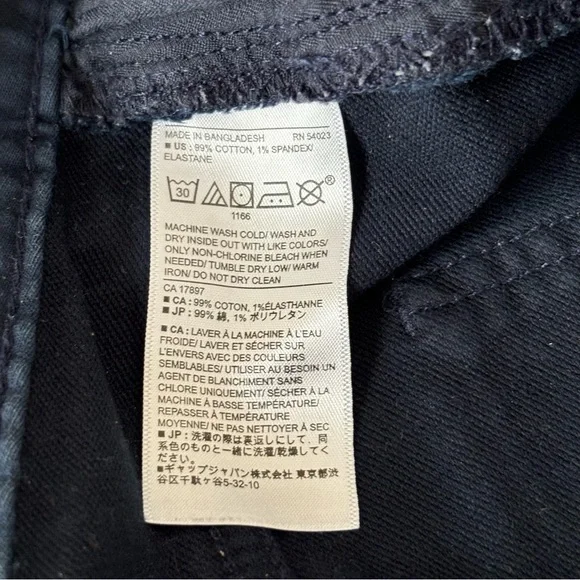 MADE IN BANGLADESH RN 54023
■ US : 99% COTTON, 1% SPANDEX/
ELASTANE
30
®
1166
MACHINE WASH COLD/ WASH AND
DRY INSIDE OUT WITH LIKE COLORS/
ONLY NON-CHLORINE BLEACH WHEN
NEEDED/ TUMBLE DRY LOW/ WARM
IRON/ DO NOT DRY CLEAN
CA 17897
■ CA : 99% COTON, 1%ÉLASTHANNE
■ JP : 99% 綿, 1% ポリウレタン
■ CA : LAVER À LA MACHINE À L'EAU
FROIDE/ LAVER ET SÉCHER SUR
L'ENVERS AVEC DES COULEURS
SEMBLABLES/ UTILISER AU BESOIN UN
AGENT DE BLANCHIMENT SANS
CHLORE UNIQUEMENT/ SÉCHER À LA
MACHINE À BASSE TEMPÉRATURE/
REPASSER À TEMPÉRATURE
MOYENNE/ NE PAS NETTOYER À SEC
■ JP : 洗濯の際は裏返しにして、同
系色のものと一緒に洗濯/乾燥してく
ださい。
■ギャップジャパン株式会社 東京都渋
谷区千駄ヶ谷5-32-10